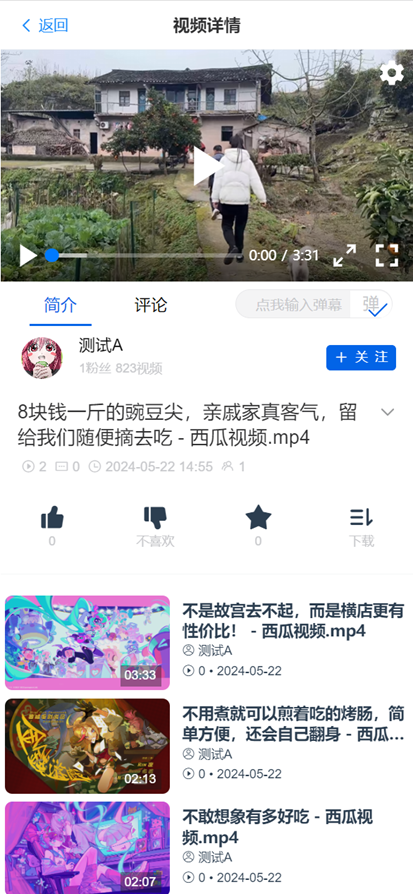 返回
视频详情
0:00 / 3:31
简介
评论
点我输入弹幕
弹
测试A
1粉丝 823视频
+ 关 注
8块钱一斤的豌豆尖，亲戚家真客气，留
给我们随便摘去吃 - 西瓜视频.mp4
2 0 2024-05-22 14:55 1
0
不喜欢
0
下载
03:33
不是故宫去不起，而是横店更有
性价比！ - 西瓜视频.mp4
测试A
0 • 2024-05-22
02:13
不用煮就可以煎着吃的烤肠，简
单方便，还会自己翻身 - 西瓜...
测试A
0 • 2024-05-22
02:07
不敢想象有多好吃 - 西瓜视
频.mp4
测试A
0 • 2024-05-22